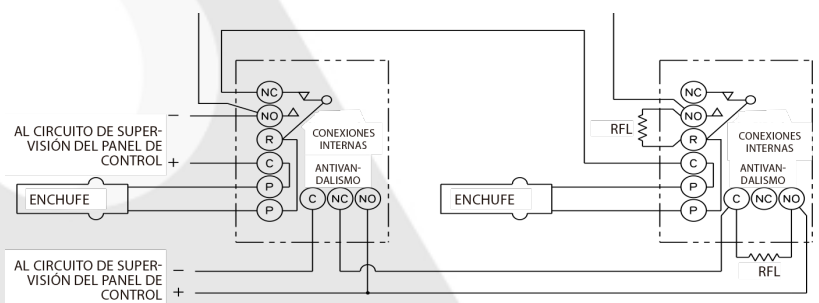 NC
NO
R
C
P
P
CONEXIONES
INTERNAS
ANTIVAN-
DALISMO
C NC NO
AL CIRCUITO DE SUPER-
VISIÓN DEL PANEL DE
CONTROL
−
+
ENCHUFE
AL CIRCUITO DE SUPER-
VISIÓN DEL PANEL DE
CONTROL
−
+
NC
NO
R
C
P
P
RFL
CONEXIONES
INTERNAS
ANTIVAN-
DALISMO
C NC NO
ENCHUFE
RFL